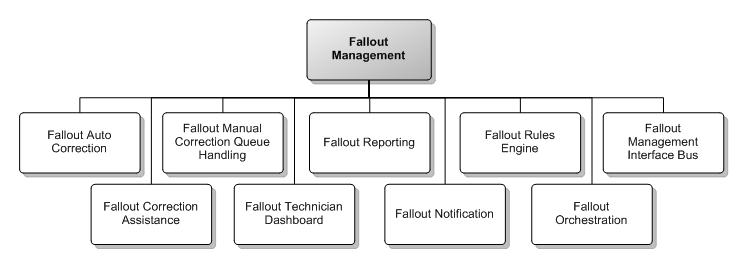 Fallout
Management
Fallout Auto
Correction
Fallout Manual
Correction Queue
Handling
Fallout Reporting
Fallout Rules
Engine
Fallout
Management
Interface Bus
Fallout Correction
Assistance
Fallout Technician
Dashboard
Fallout Notification
Fallout
Orchestration